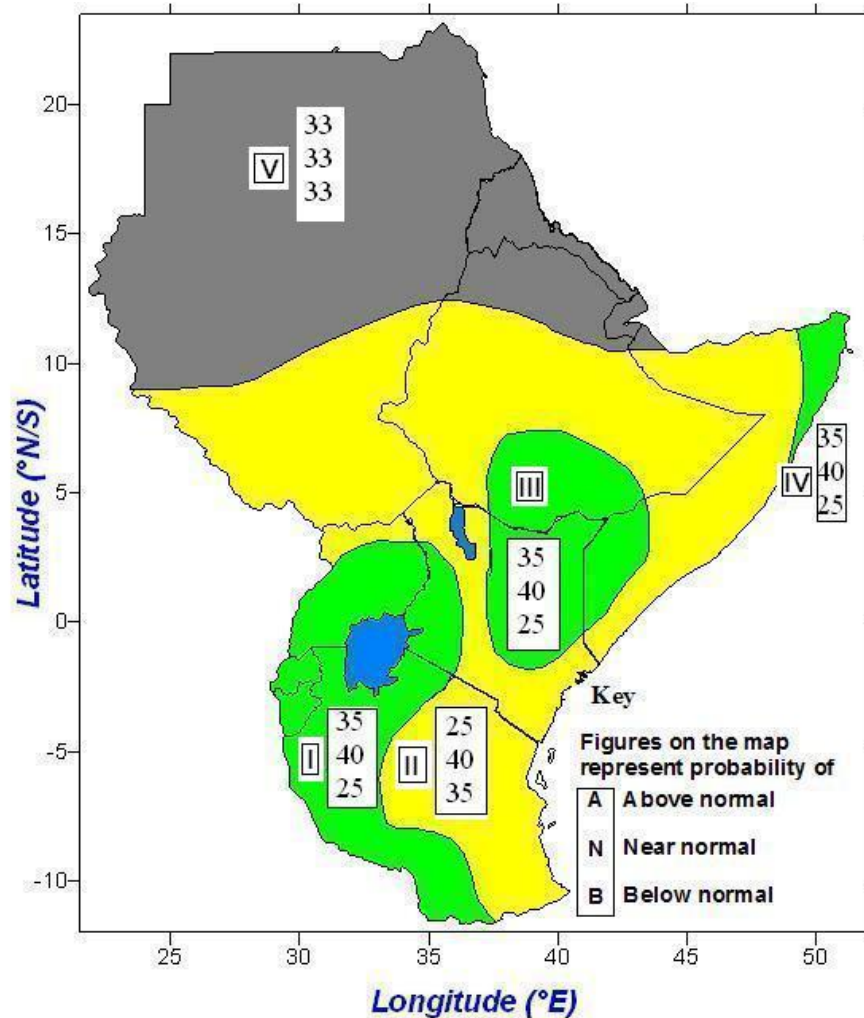 20
15
10
5
0
-5
-10
Latitude (°N/S)
V
33
33
33
III
35
40
25
IV
35
40
25
I
35
40
25
II
25
40
35
Key
Figures on the map
represent probability of
A Above normal
N Near normal
B Below normal
25
30
35
40
45
50
Longitude (°E)